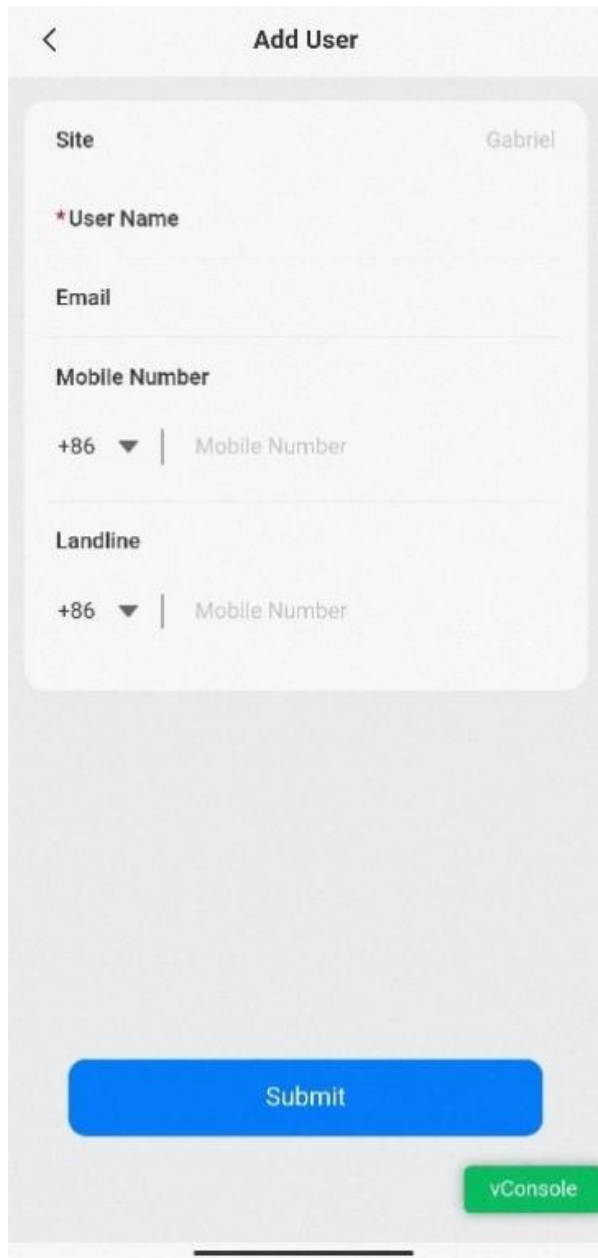 Add User
Site Gabriel
*User Name
Email
Mobile Number
+86 Mobile Number
Landline
+86 Mobile Number
Submit
vConsole